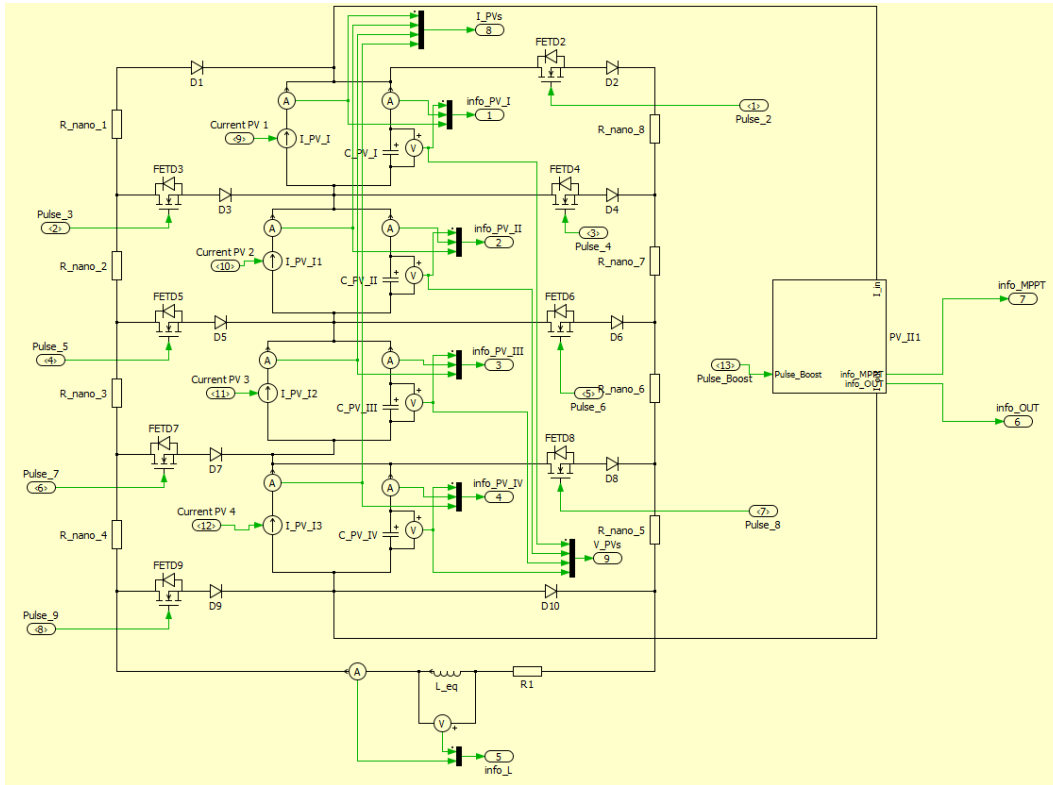 I_PVs
8
FETD2
D1
D2
A
A
info_PV_I
1
<1>
Pulse_2
R_nano_1
Current PV 1
<9>
I_PV_I
C_PV_I
V
R_nano_8
FETD3
FETD4
D3
D4
Pulse_3
<2>
A
A
info_PV_II
2
<3>
Pulse_4
R_nano_2
Current PV 2
<10>
I_PV_I1
C_PV_II
V
R_nano_7
I_in
info_MPPT
7
FETD5
FETD6
D5
D6
PV_II1
Pulse_5
<4>
A
A
info_PV_III
3
<13>
Pulse_Boost
Pulse_Boost
info_MPPT
info_OUT
R_nano_3
Current PV 3
<11>
I_PV_I2
C_PV_III
V
<5>
Pulse_6
R_nano_6
info_OUT
6
FETD7
FETD8
D7
D8
Pulse_7
<6>
A
A
info_PV_IV
4
<7>
Pulse_8
R_nano_4
Current PV 4
<12>
I_PV_I3
C_PV_IV
V
R_nano_5
V_PVs
9
FETD9
D9
D10
Pulse_9
<8>
A
L_eq
R1
V
+
5
info_L